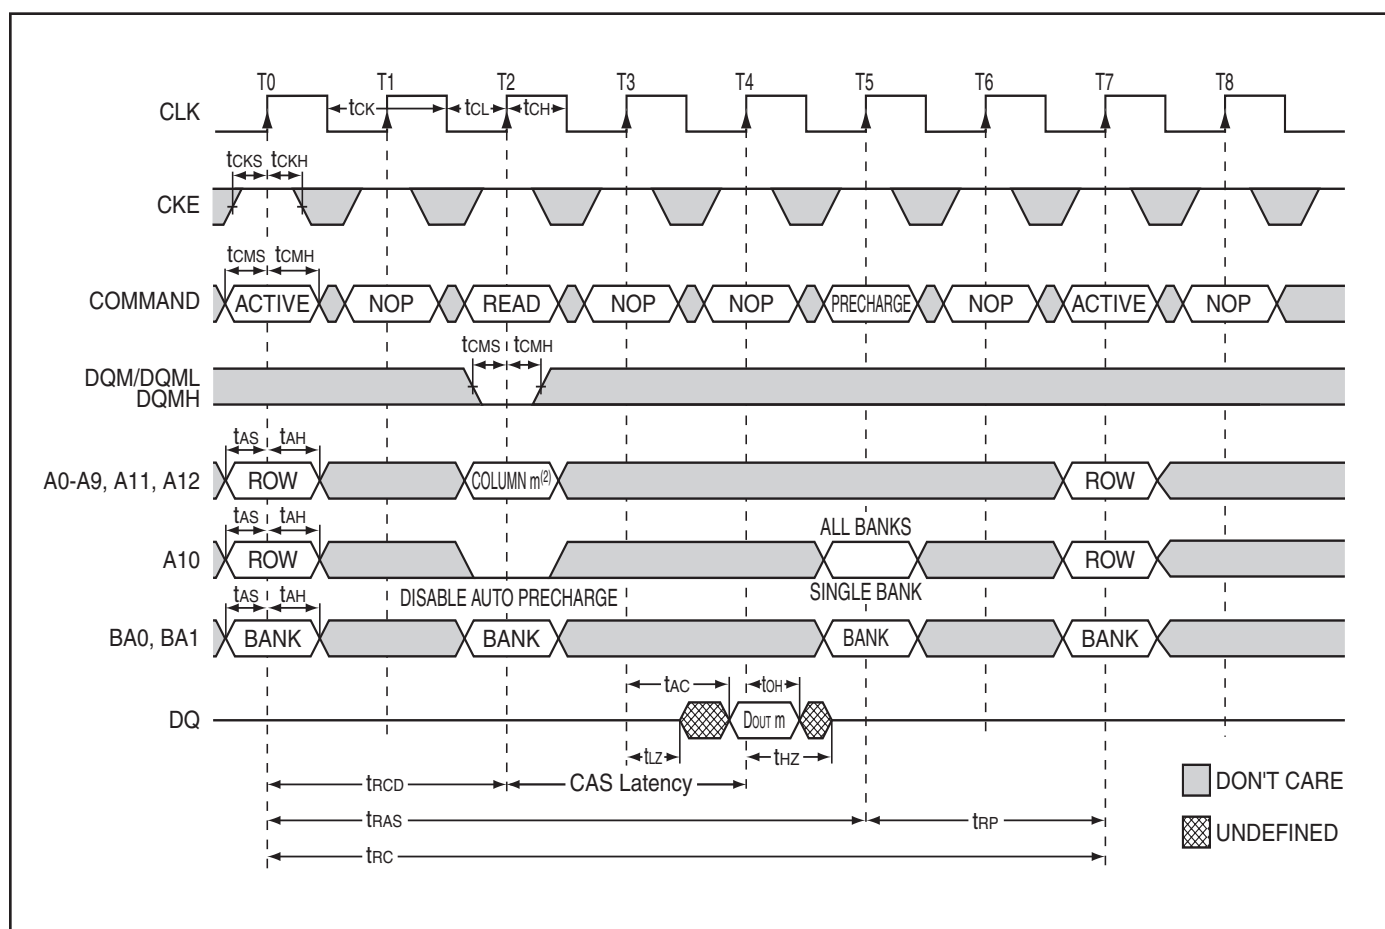 T0 T1 T2 T3 T4 T5 T6 T7 T8
CLK tCK tCL tCH
tCKS tCKH
CKE
tCMS tCMH
COMMAND ACTIVE NOP READ NOP NOP PRECHARGE NOP ACTIVE NOP
tCMS tCMH
DQM/DQML
DQMH
tAS tAH
A0-A9, A11, A12 ROW COLUMN m(2) ROW
tAS tAH ALL BANKS
A10 ROW ROW
DISABLE AUTO PRECHARGE SINGLE BANK
tAS tAH
BA0, BA1 BANK BANK BANK BANK
tAC tOH
DQ DOUT m
tLZ tHZ
tRCD CAS Latency DON'T CARE
tRAS tRP
UNDEFINED
tRC